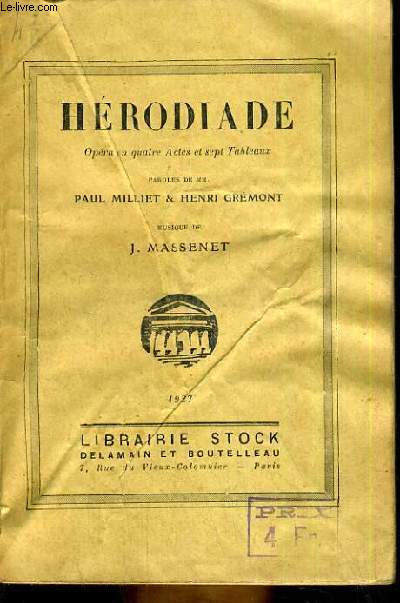 Le-livre.com
HÉRODIADE
Opéra en quatre Actes et sept Tableaux
PAROLES DE MM.
PAUL MILLIET & HENRI GRÉMONT
MUSIQUE DE
J. MASSENET
1927
LIBRAIRIE STOCK
DELAMAIN ET BOUTELLEAU
7, Rue du Vieux-Colombier — Paris
PRIX
4 Fr